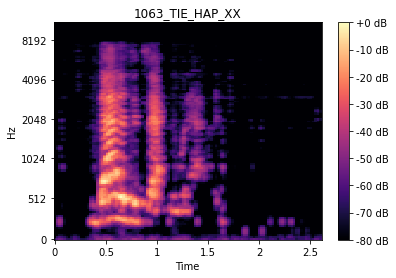 1063_TIE_HAP_XX
8192
4096
2048
1024
512
0
Hz
0
0.5
1
1.5
2
2.5
Time
+0 dB
-10 dB
-20 dB
-30 dB
-40 dB
-50 dB
-60 dB
-70 dB
-80 dB